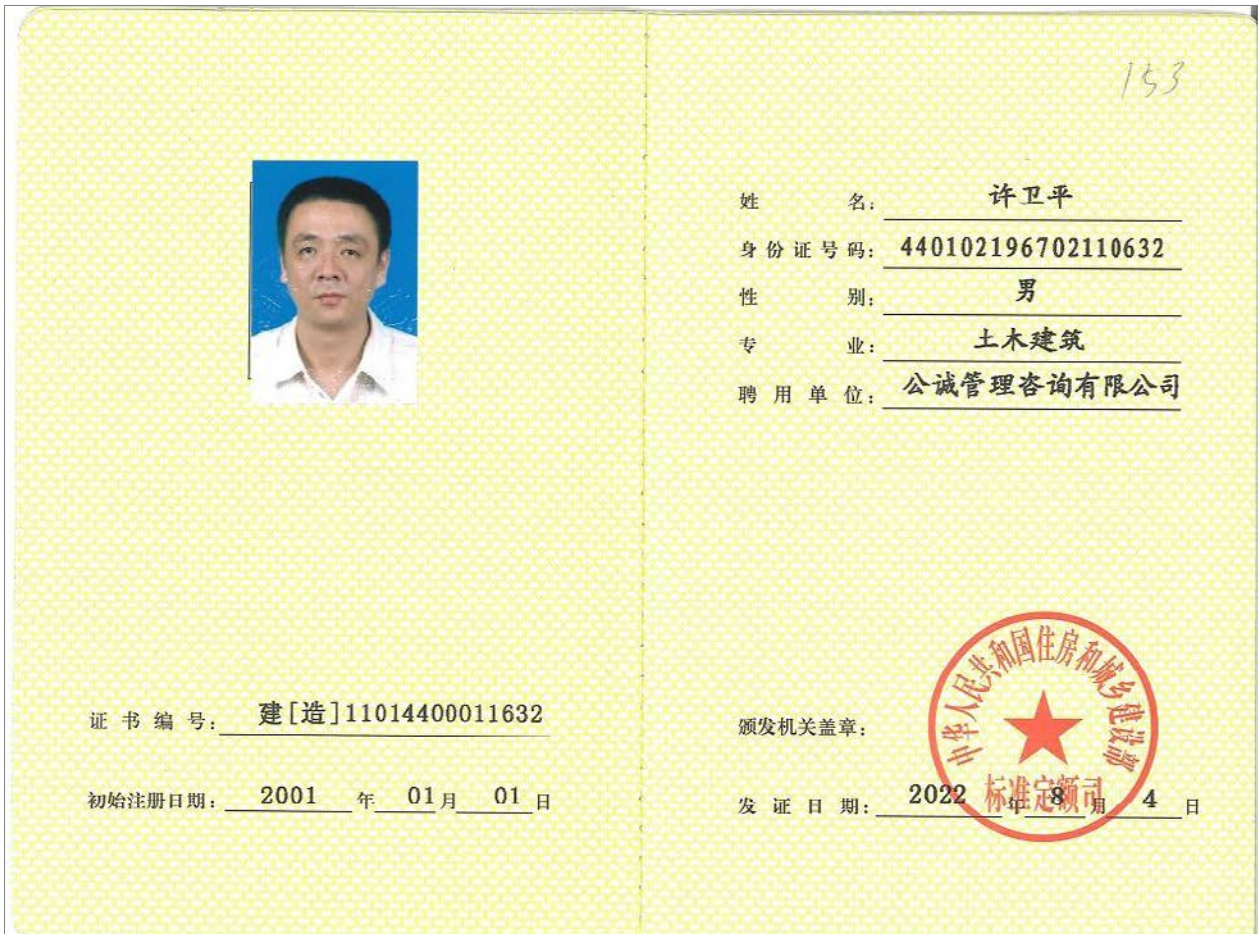 153
姓 名: 许卫平
身份证号码: 440102196702110632
性 别: 男
专 业: 土木建筑
聘用单位: 公诚管理咨询有限公司
证书编号: 建[造]11014400011632
初始注册日期: 2001 年 01 月 01 日
颁发机关盖章:
中华人民共和国住房和城乡建设部
标准定额司
发证日期: 2022 年 8 月 4 日